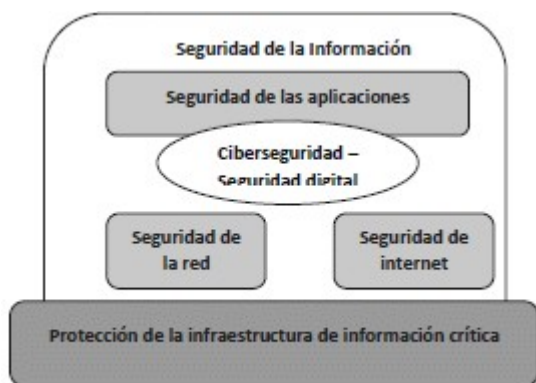 Seguridad de la Información
Seguridad de las aplicaciones
Ciberseguridad –
Seguridad digital
Seguridad de
la red
Seguridad de
internet
Protección de la infraestructura de información crítica